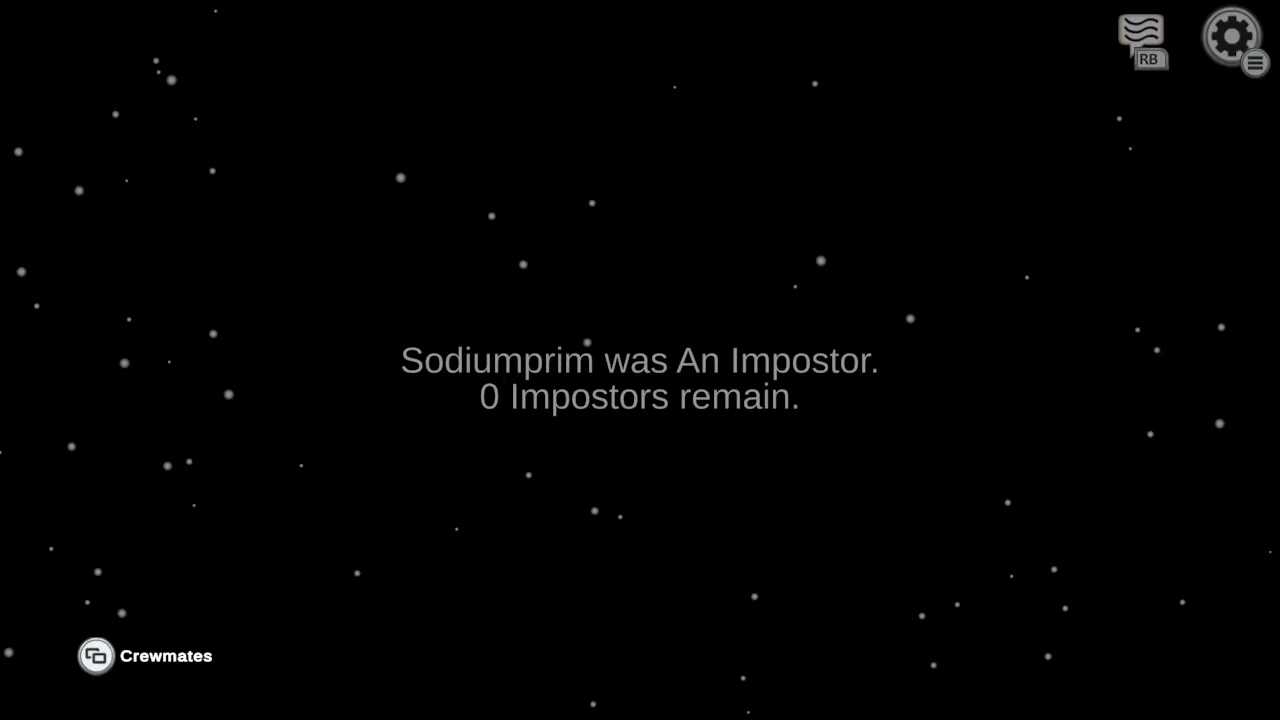 RB
Sodiumprim was An Impostor.
0 Impostors remain.
Crewmates